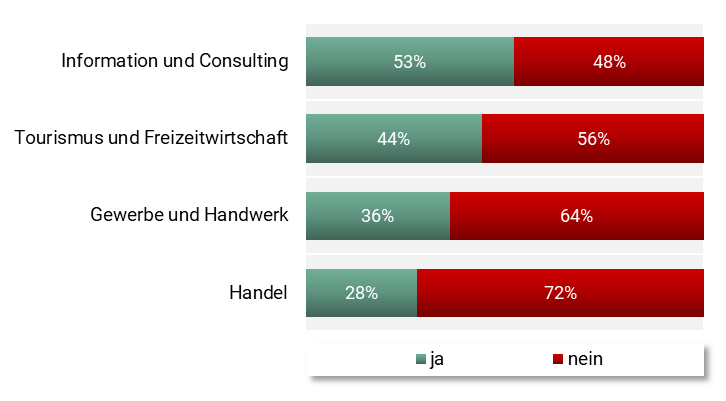 Information und Consulting 53% 48%
Tourismus und Freizeitwirtschaft 44% 56%
Gewerbe und Handwerk 36% 64%
Handel 28% 72%
ja nein